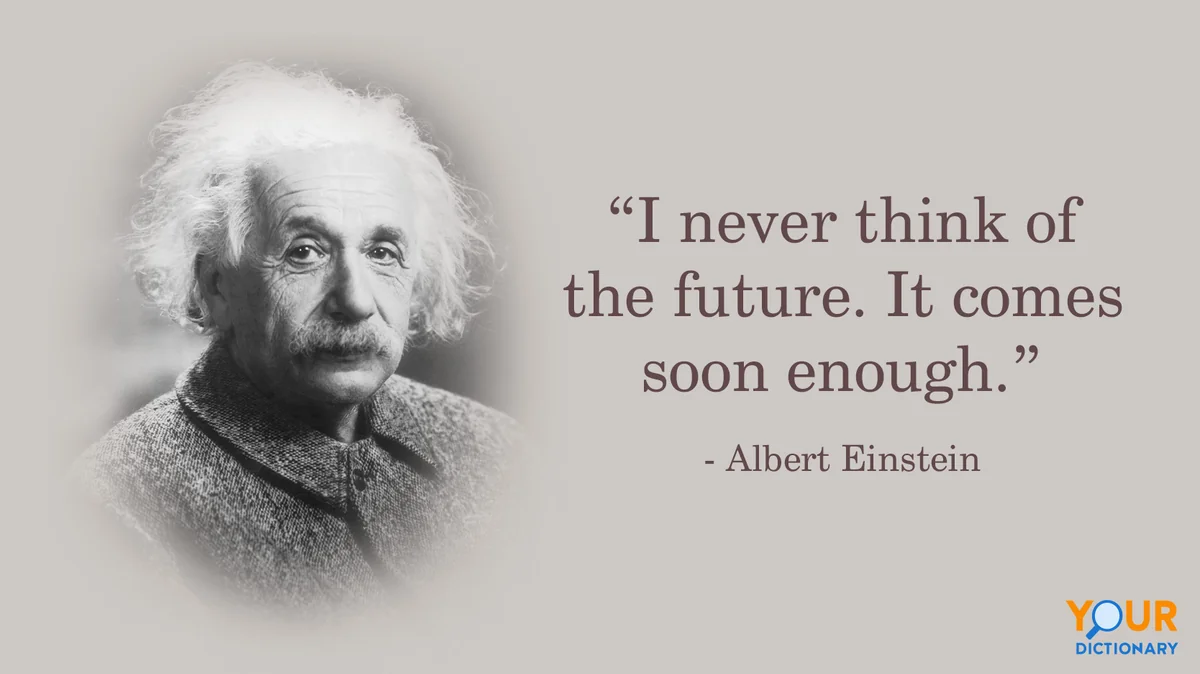 “I never think of
the future. It comes
soon enough.”
- Albert Einstein
YOUR
DICTIONARY